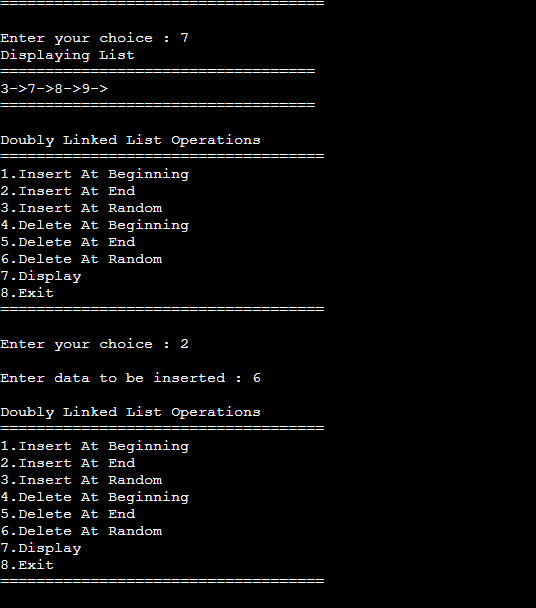 ====================================
Enter your choice : 7
Displaying List
===================================
3->7->8->9->
===================================
Doubly Linked List Operations
====================================
1.Insert At Beginning
2.Insert At End
3.Insert At Random
4.Delete At Beginning
5.Delete At End
6.Delete At Random
7.Display
8.Exit
====================================
Enter your choice : 2
Enter data to be inserted : 6
Doubly Linked List Operations
====================================
1.Insert At Beginning
2.Insert At End
3.Insert At Random
4.Delete At Beginning
5.Delete At End
6.Delete At Random
7.Display
8.Exit
====================================